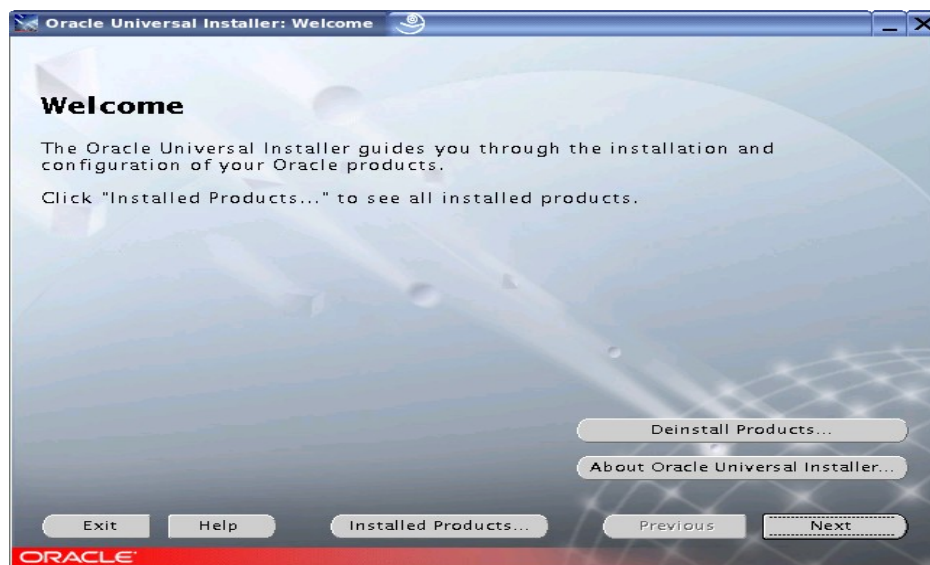 Oracle Universal Installer: Welcome
Welcome
The Oracle Universal Installer guides you through the installation and
configuration of your Oracle products.
Click "Installed Products..." to see all installed products.
Deinstall Products...
About Oracle Universal Installer...
Exit Help Installed Products... Previous Next
ORACLE